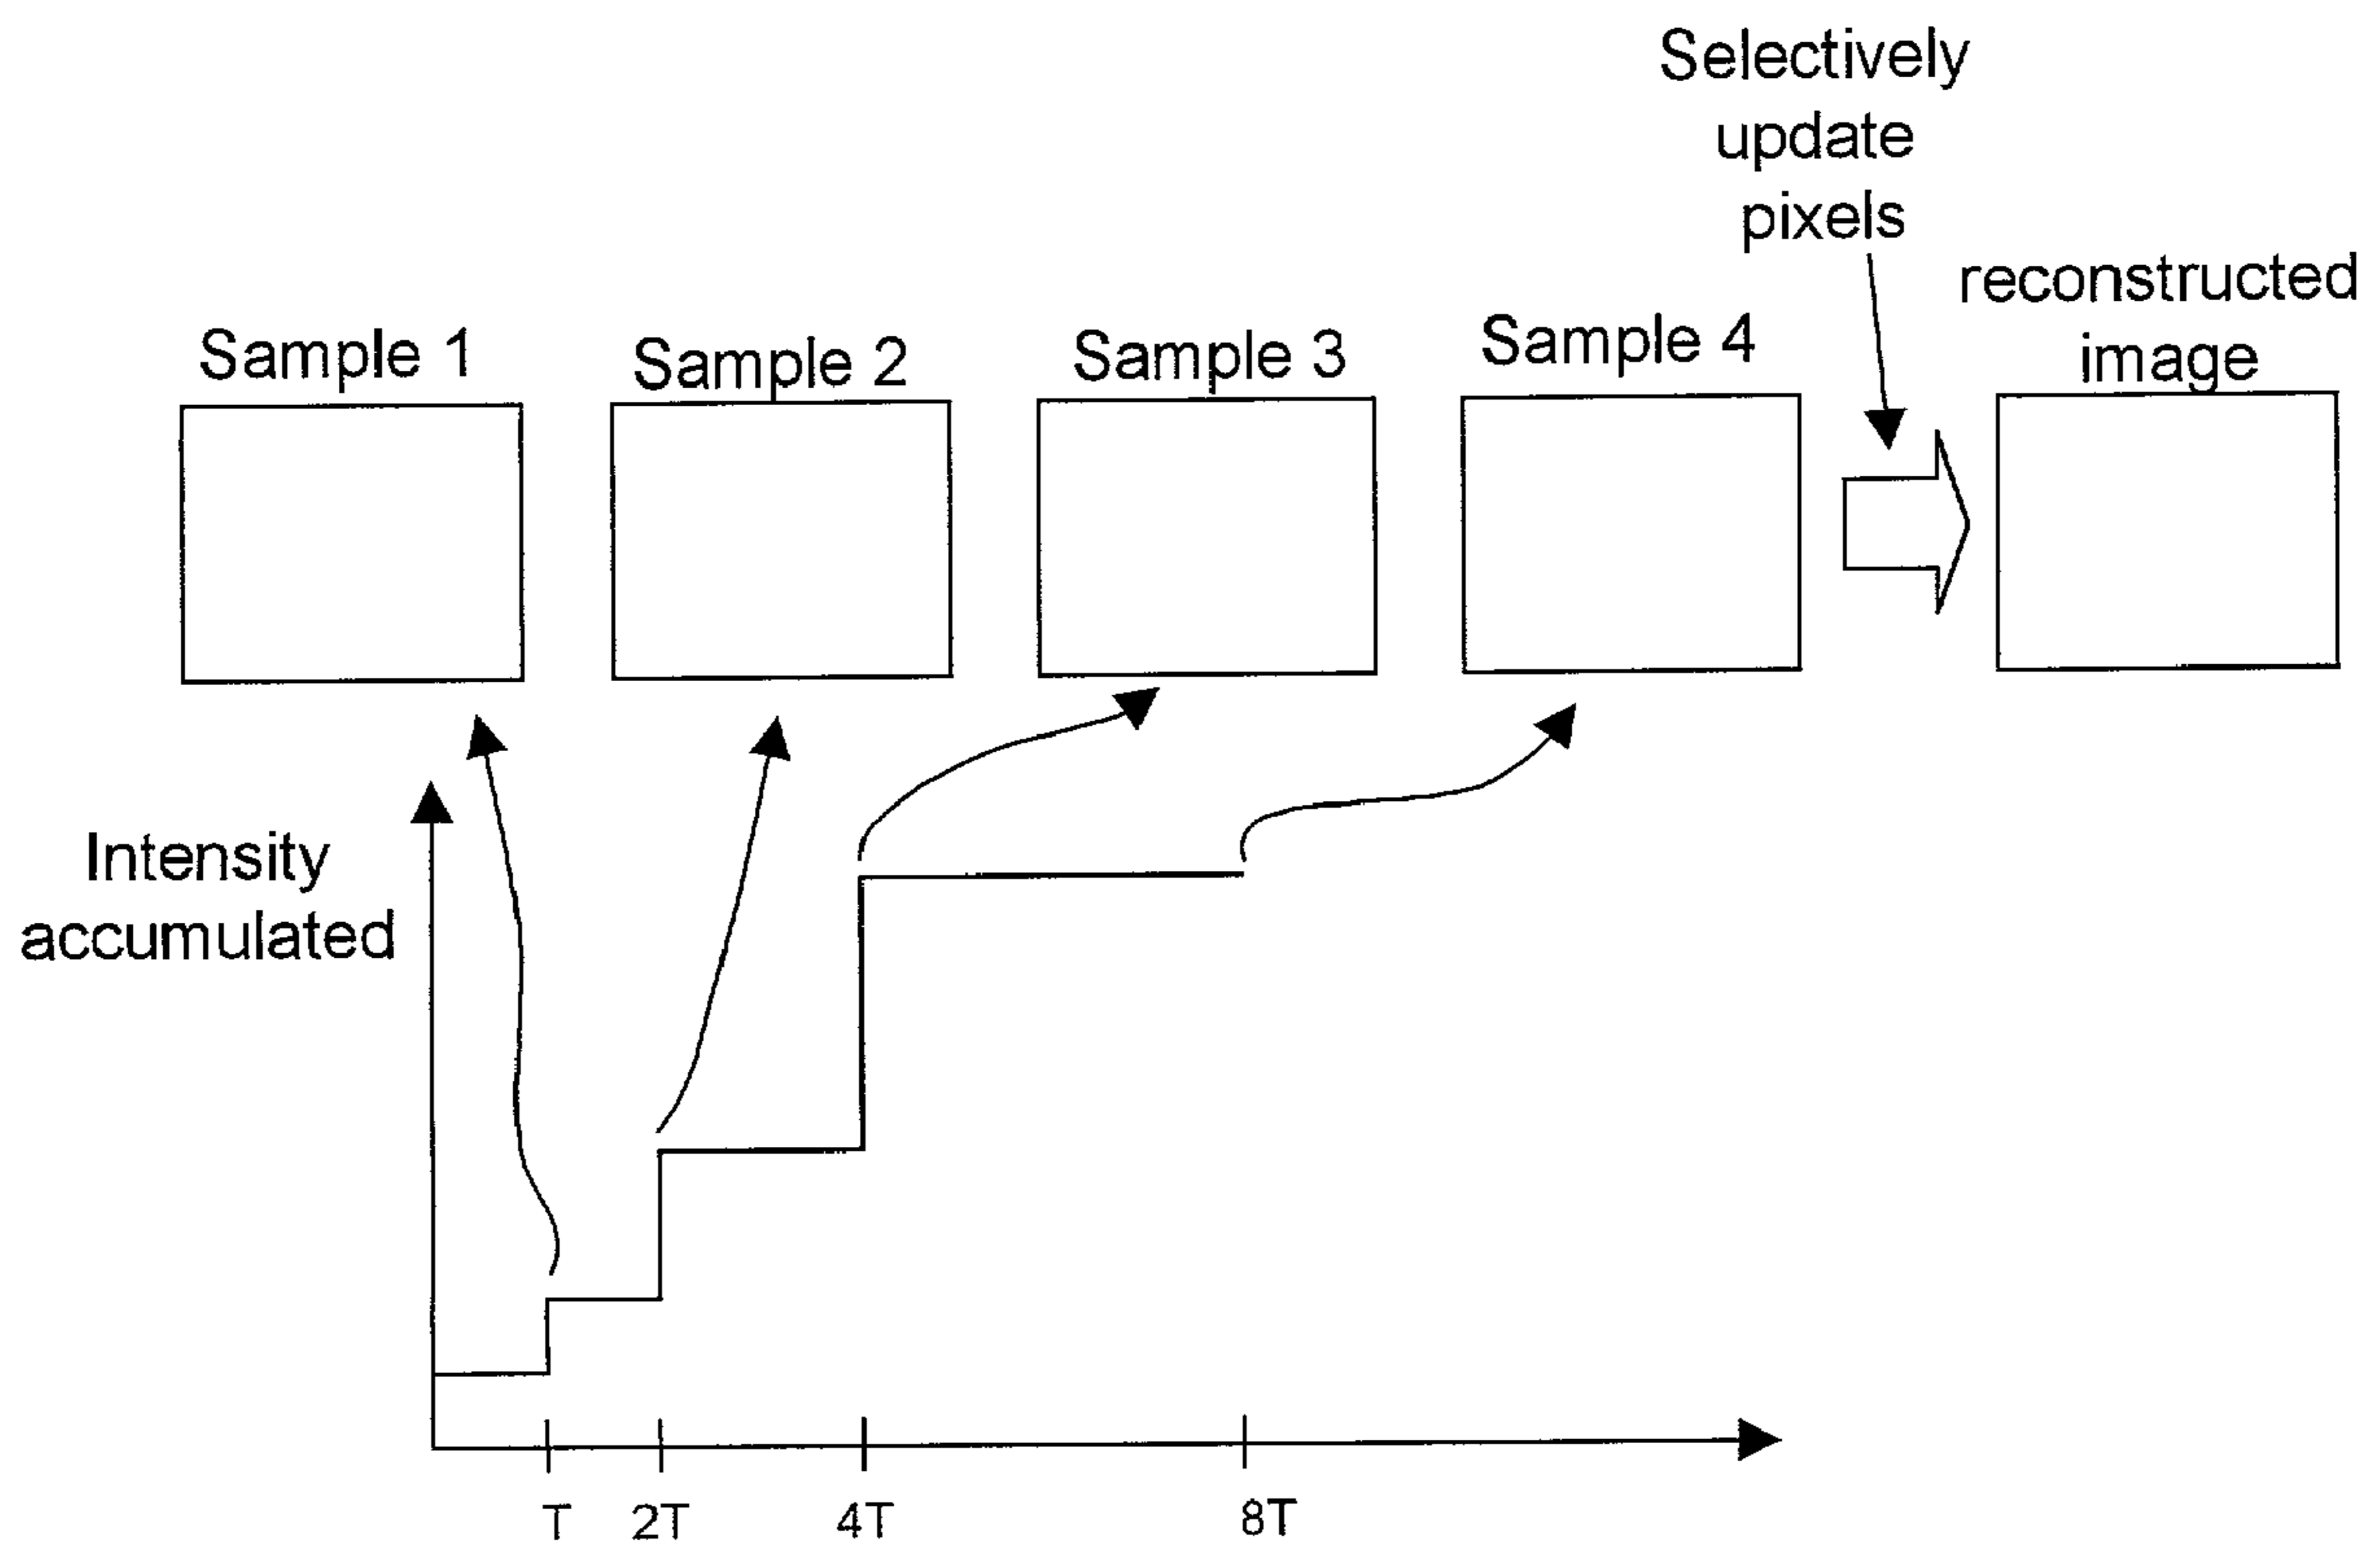 Selectively
update
pixels
reconstructed
image
Sample 1
Sample 2
Sample 3
Sample 4
Intensity
accumulated
T
2T
4T
8T